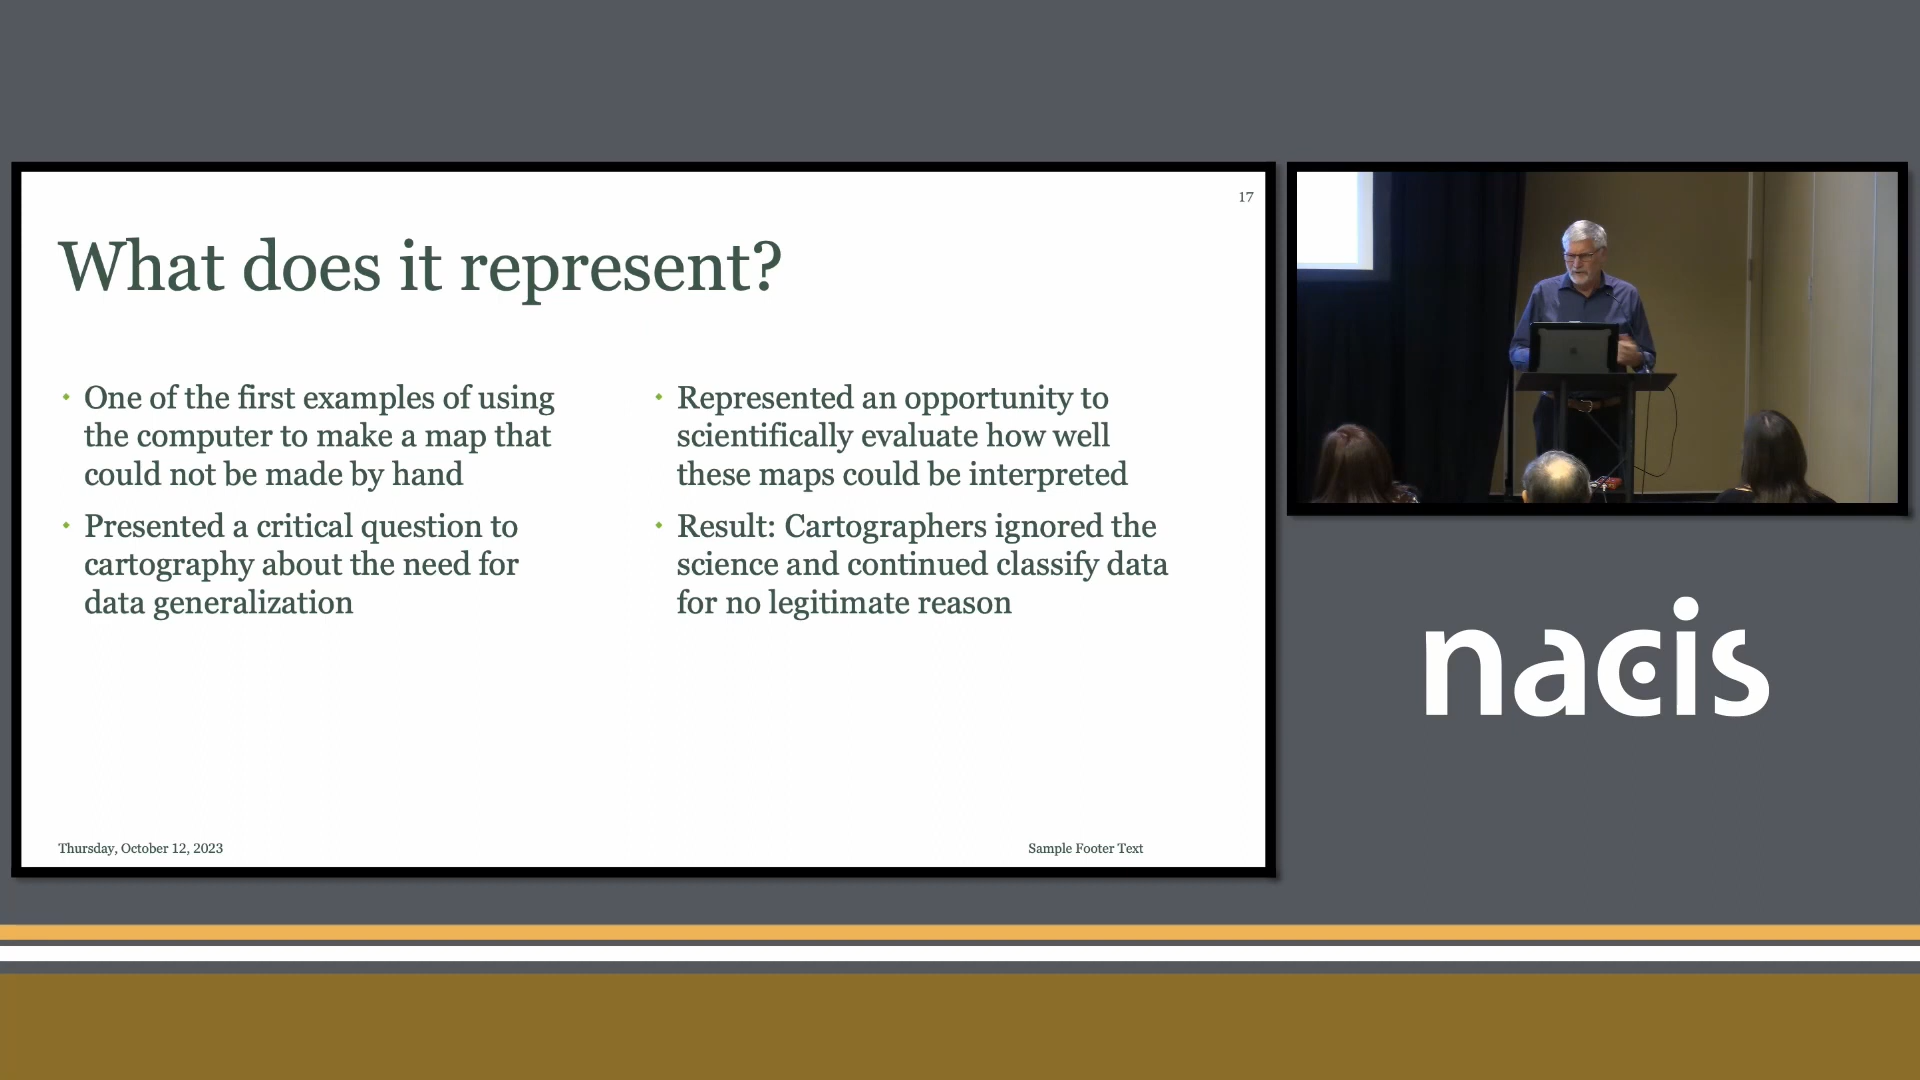 17
What does it represent?
One of the first examples of using
the computer to make a map that
could not be made by hand
Presented a critical question to
cartography about the need for
data generalization
Represented an opportunity to
scientifically evaluate how well
these maps could be interpreted
Result: Cartographers ignored the
science and continued classify data
for no legitimate reason
Thursday, October 12, 2023
Sample Footer Text
nacis